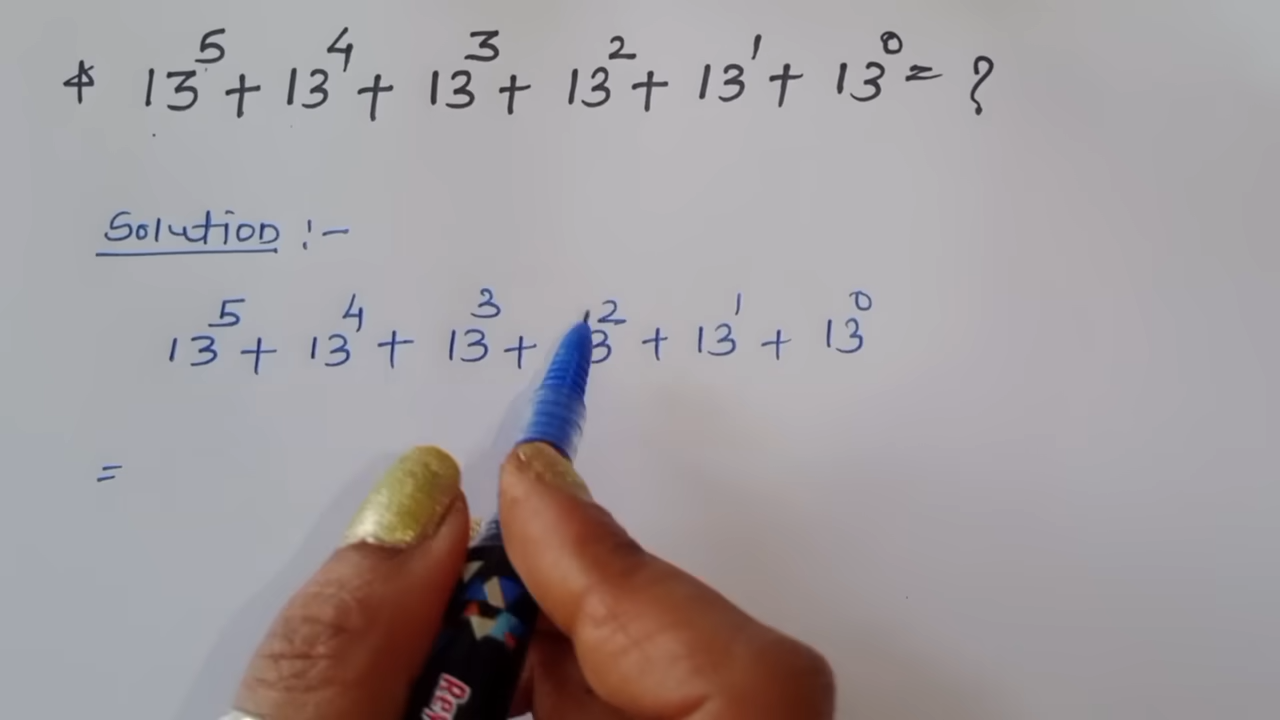 * 13⁵ + 13⁴ + 13³ + 13² + 13¹ + 13⁰ = ?
Solution :-
13⁵ + 13⁴ + 13³ + 13² + 13¹ + 13⁰
=